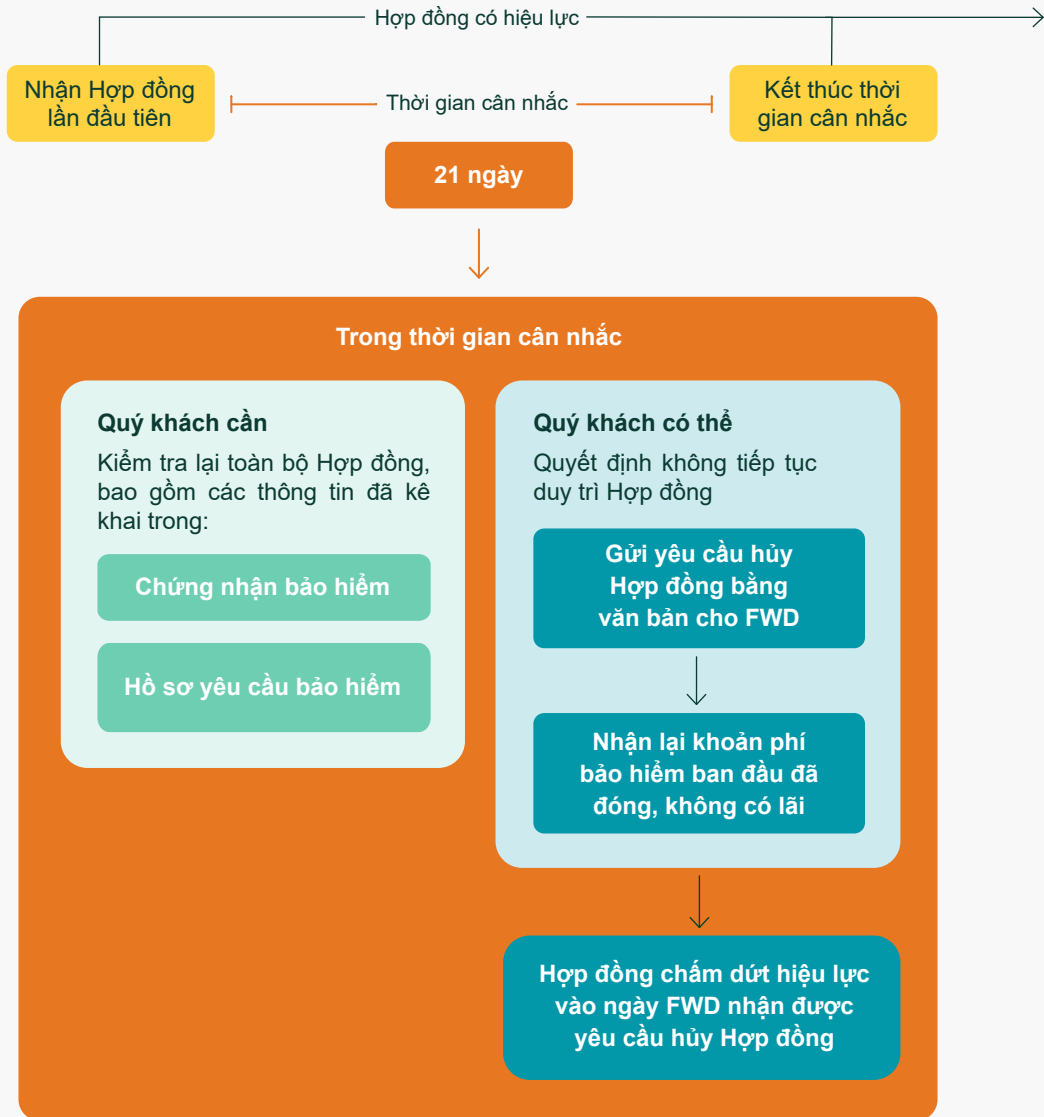 Hợp đồng có hiệu lực
Nhận Hợp đồng
lần đầu tiên
Thời gian cân nhắc
Kết thúc thời
gian cân nhắc
21 ngày
Trong thời gian cân nhắc
Quý khách cần
Kiểm tra lại toàn bộ Hợp đồng,
bao gồm các thông tin đã kê
khai trong:
Chứng nhận bảo hiểm
Hồ sơ yêu cầu bảo hiểm
Quý khách có thể
Quyết định không tiếp tục
duy trì Hợp đồng
Gửi yêu cầu hủy
Hợp đồng bằng
văn bản cho FWD
Nhận lại khoản phí
bảo hiểm ban đầu đã
đóng, không có lãi
Hợp đồng chấm dứt hiệu lực
vào ngày FWD nhận được
yêu cầu hủy Hợp đồng